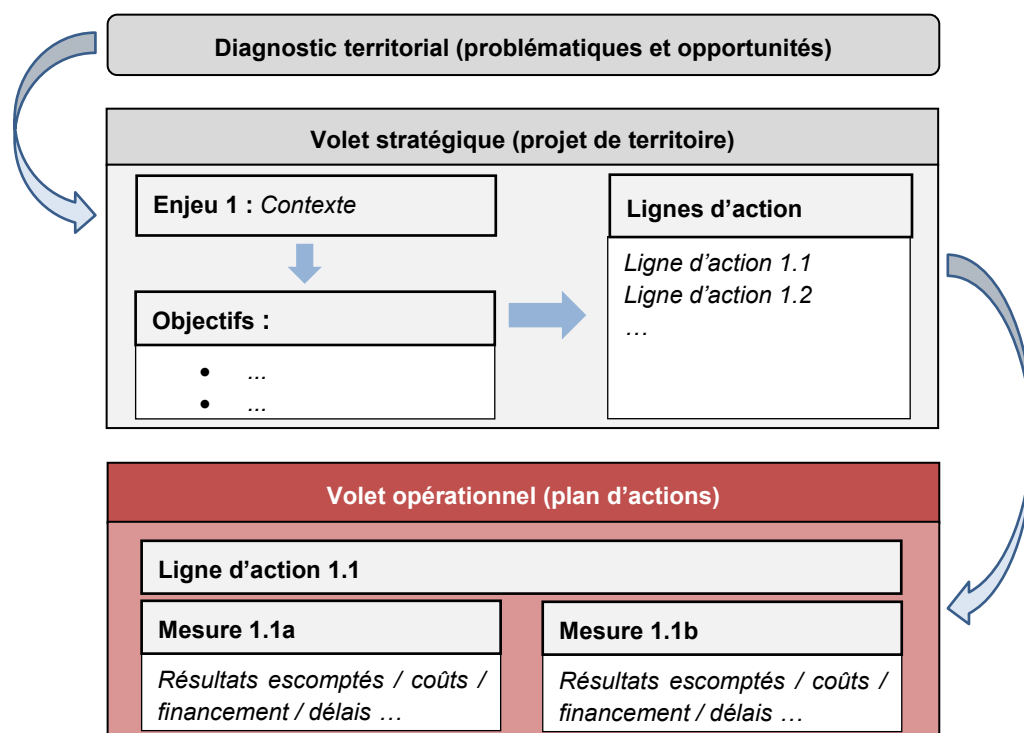 Diagnostic territorial (problématiques et opportunités)
Volet stratégique (projet de territoire)
Enjeu 1 : Contexte
Objectifs :
• ...
• ...
Lignes d’action
Ligne d’action 1.1
Ligne d’action 1.2
…
Volet opérationnel (plan d’actions)
Ligne d’action 1.1
Mesure 1.1a
Résultats escomptés / coûts /
financement / délais …
Mesure 1.1b
Résultats escomptés / coûts /
financement / délais …